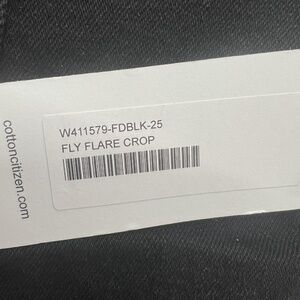 W411579-FDBLK-25
FLY FLARE CROP
cottoncitizen.com